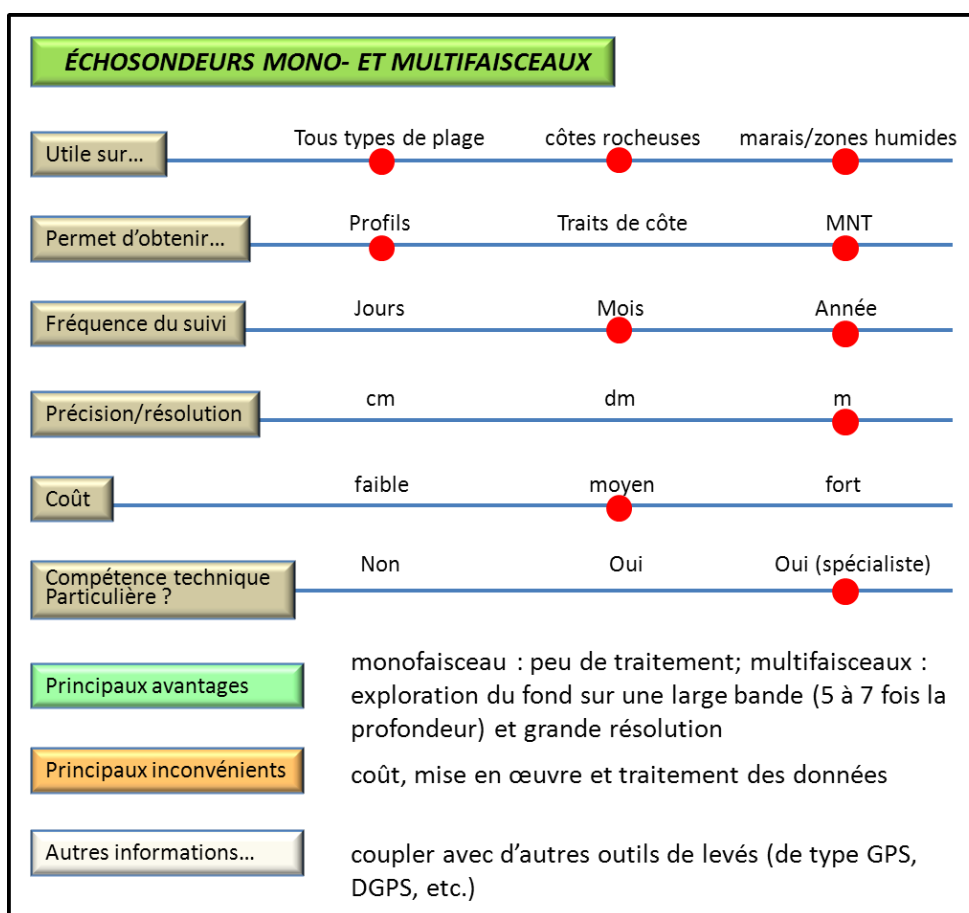 ÉCHOSONDEURS MONO- ET MULTIFAISCEAUX
Utile sur… Tous types de plage côtes rocheuses marais/zones humides
Permet d’obtenir… Profils Traits de côte MNT
Fréquence du suivi Jours Mois Année
Précision/résolution cm dm m
Coût faible moyen fort
Compétence technique
Particulière ? Non Oui Oui (spécialiste)
Principaux avantages
monofaisceau : peu de traitement; multifaisceaux :
exploration du fond sur une large bande (5 à 7 fois la
profondeur) et grande résolution
Principaux inconvénients coût, mise en œuvre et traitement des données
Autres informations… coupler avec d’autres outils de levés (de type GPS,
DGPS, etc.)